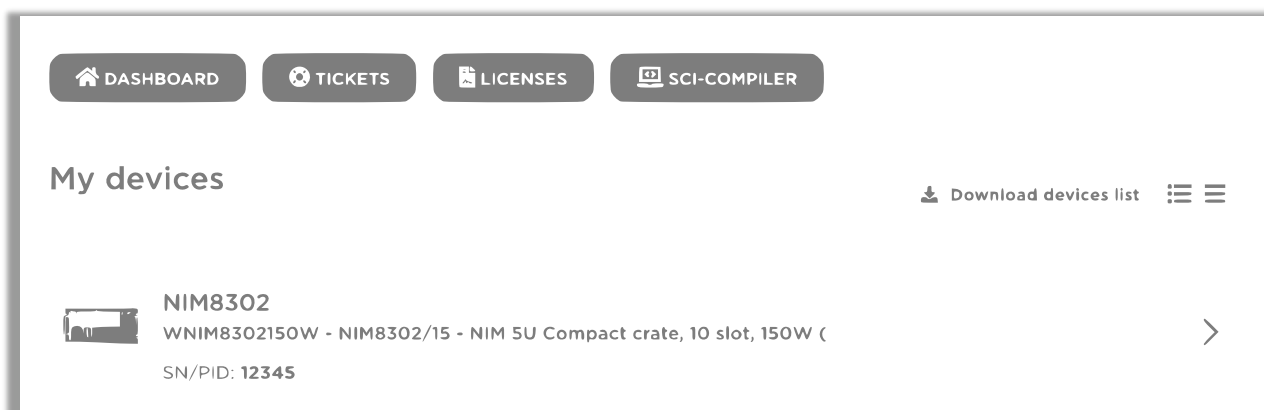 DASHBOARD TICKETS LICENSES SCI-COMPILER
My devices
Download devices list
NIM8302
WNIM8302150W - NIM8302/15 - NIM 5U Compact crate, 10 slot, 150W (
SN/PID: 12345